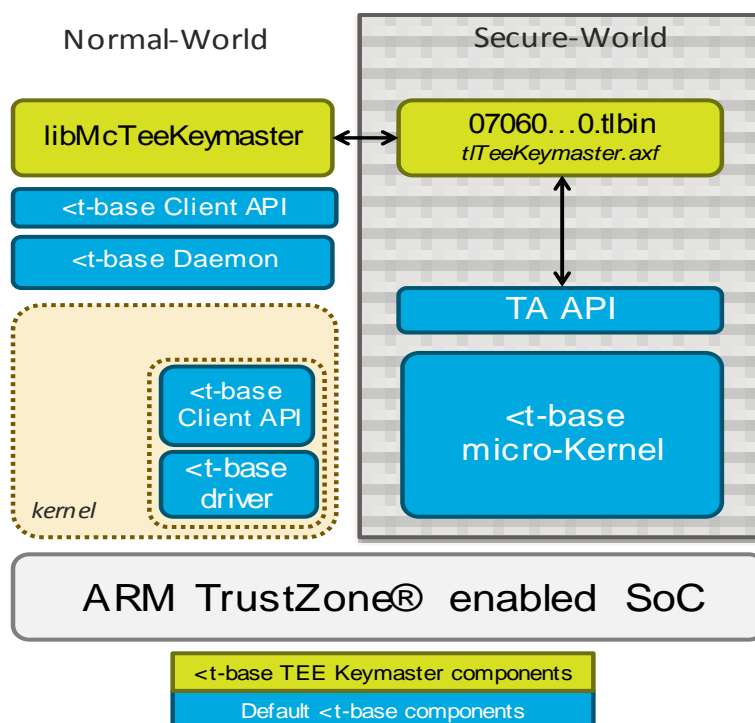 Normal-World
Secure-World
libMcTeeKeymaster
07060...0.tlbin
tlTeeKeymaster.axf
<t-base Client API
<t-base Daemon
TA API
<t-base
Client API
<t-base
driver
kernel
<t-base
micro-Kernel
ARM TrustZone® enabled SoC
<t-base TEE Keymaster components
Default <t-base components